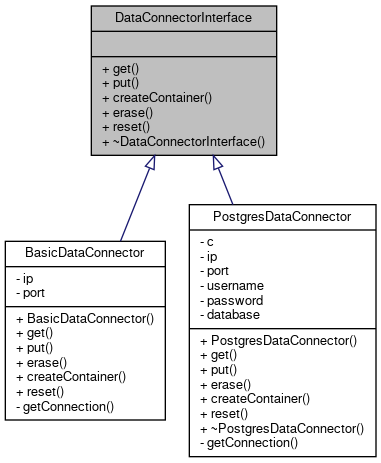 DataConnectorInterface
+ get()
+ put()
+ createContainer()
+ erase()
+ reset()
+ ~DataConnectorInterface()
BasicDataConnector
- ip
- port
+ BasicDataConnector()
+ get()
+ put()
+ erase()
+ createContainer()
+ reset()
- getConnection()
PostgresDataConnector
- c
- ip
- port
- username
- password
- database
+ PostgresDataConnector()
+ get()
+ put()
+ erase()
+ createContainer()
+ reset()
+ ~PostgresDataConnector()
- getConnection()